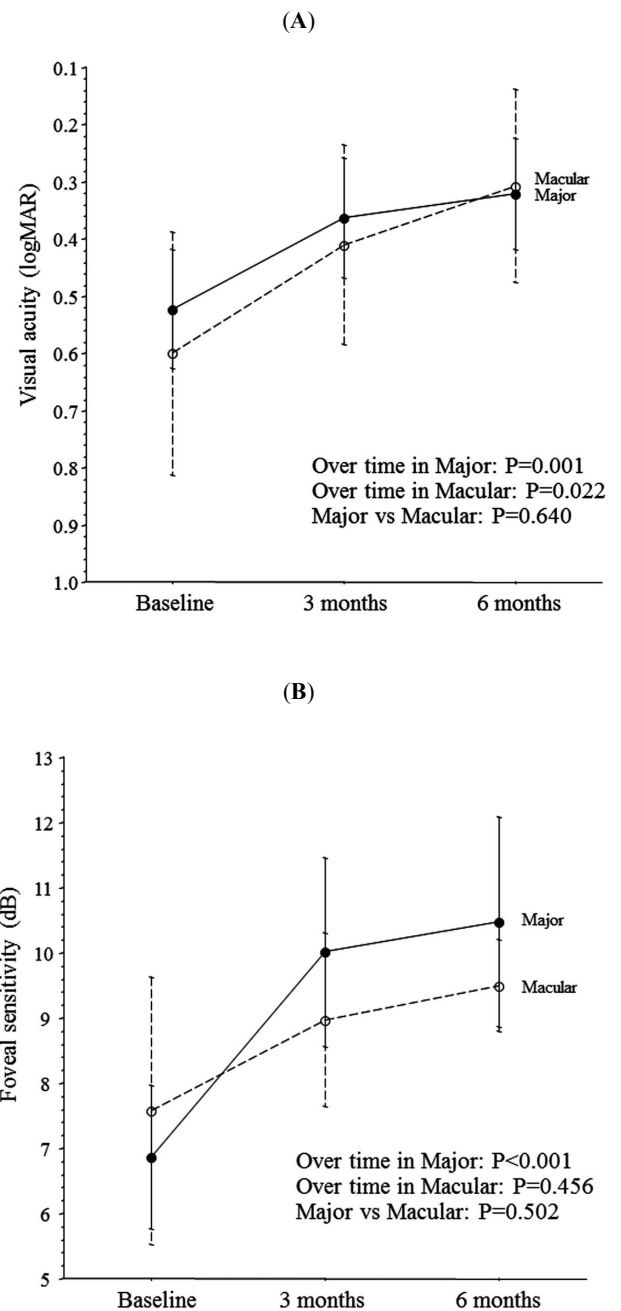 (A)
0.1
0.2
0.3
0.4
0.5
0.6
0.7
0.8
0.9
1.0
Visual acuity (logMAR)
Macular
Major
Over time in Major: P=0.001
Over time in Macular: P=0.022
Major vs Macular: P=0.640
Baseline 3 months 6 months
(B)
13
12
11
10
9
8
7
6
5
Foveal sensitivity (dB)
Major
Macular
Over time in Major: P<0.001
Over time in Macular: P=0.456
Major vs Macular: P=0.502
Baseline 3 months 6 months